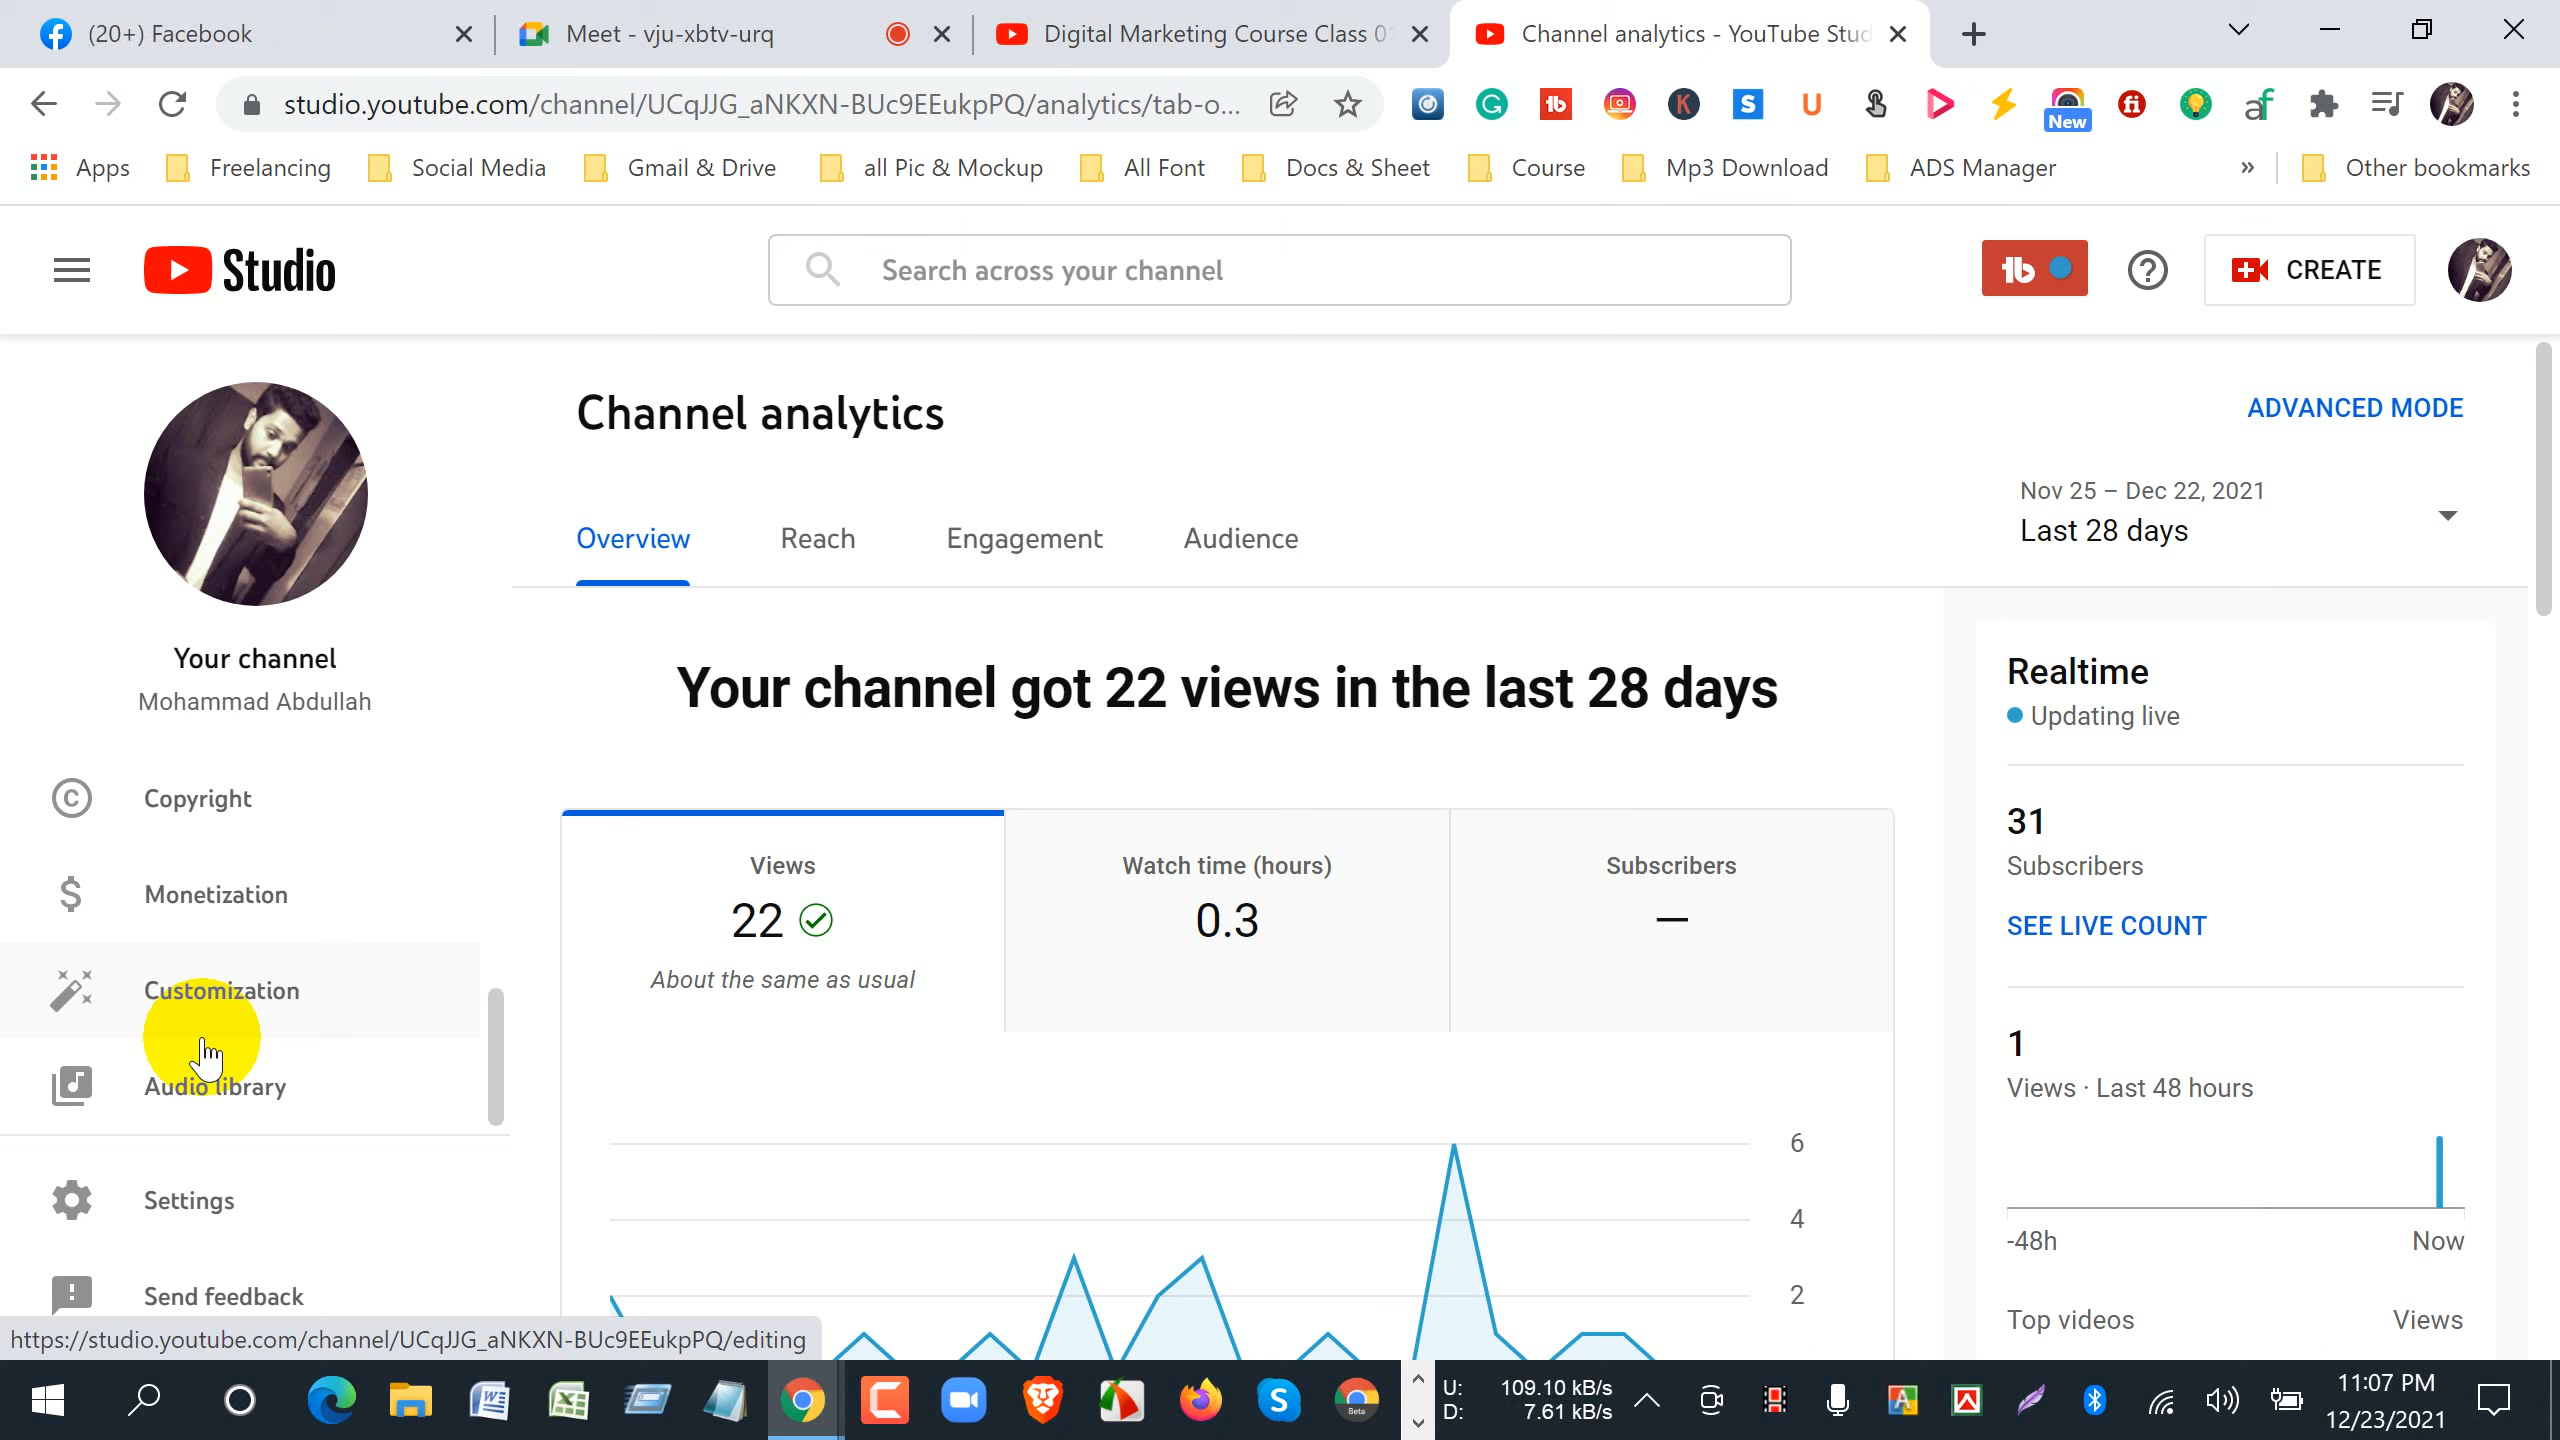 (20+) Facebook
Meet - vju-xbtv-urq
Digital Marketing Course Class 0
Channel analytics - YouTube Stud
studio.youtube.com/channel/UCqJJG_aNKXN-BUc9EEukpPQ/analytics/tab-o...
New
Apps
Freelancing
Social Media
Gmail & Drive
all Pic & Mockup
All Font
Docs & Sheet
Course
Mp3 Download
ADS Manager
»
Other bookmarks
Studio
Search across your channel
CREATE
Your channel
Mohammad Abdullah
Copyright
Monetization
Customization
Audio library
Settings
Send feedback
Channel analytics
ADVANCED MODE
Nov 25 – Dec 22, 2021
Last 28 days
Overview
Reach
Engagement
Audience
Your channel got 22 views in the last 28 days
Views
22
About the same as usual
Watch time (hours)
0.3
Subscribers
—
6
4
2
Realtime
Updating live
31
Subscribers
SEE LIVE COUNT
1
Views · Last 48 hours
-48h
Now
Top videos
Views
https://studio.youtube.com/channel/UCqJJG_aNKXN-BUc9EEukpPQ/editing
Beta
U: 109.10 kB/s
D: 7.61 kB/s
11:07 PM
12/23/2021